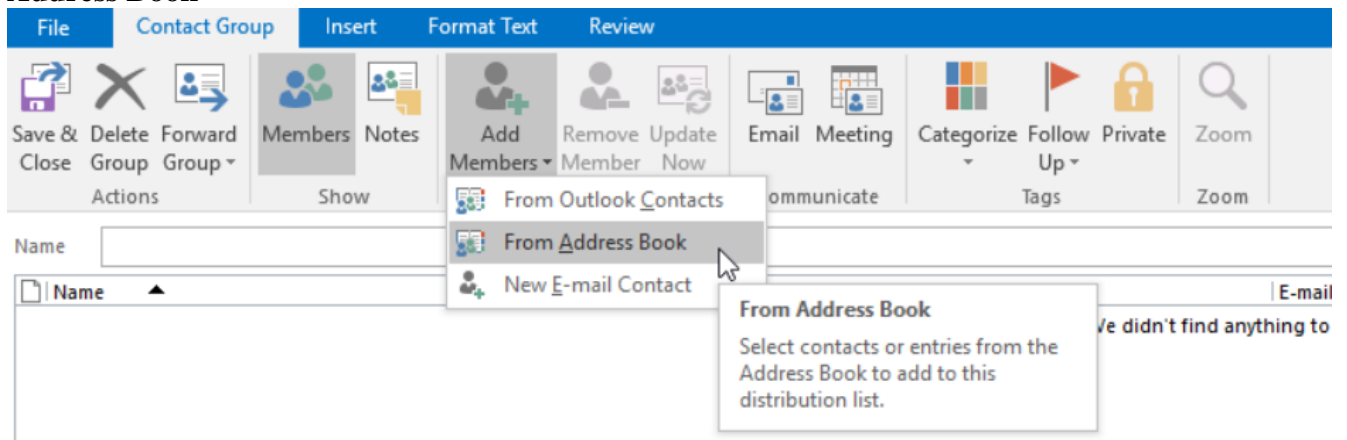 Address Book
File Contact Group Insert Format Text Review
Save & Delete Forward Members Notes Add Remove Update Email Meeting Categorize Follow Private Zoom
Close Group Group Members Member Now Up
Actions Show ommunicate Tags Zoom
From Outlook Contacts
From Address Book
New E-mail Contact
Name
Name E-mail
From Address Book
Select contacts or entries from the
Address Book to add to this
distribution list.
e didn't find anything to